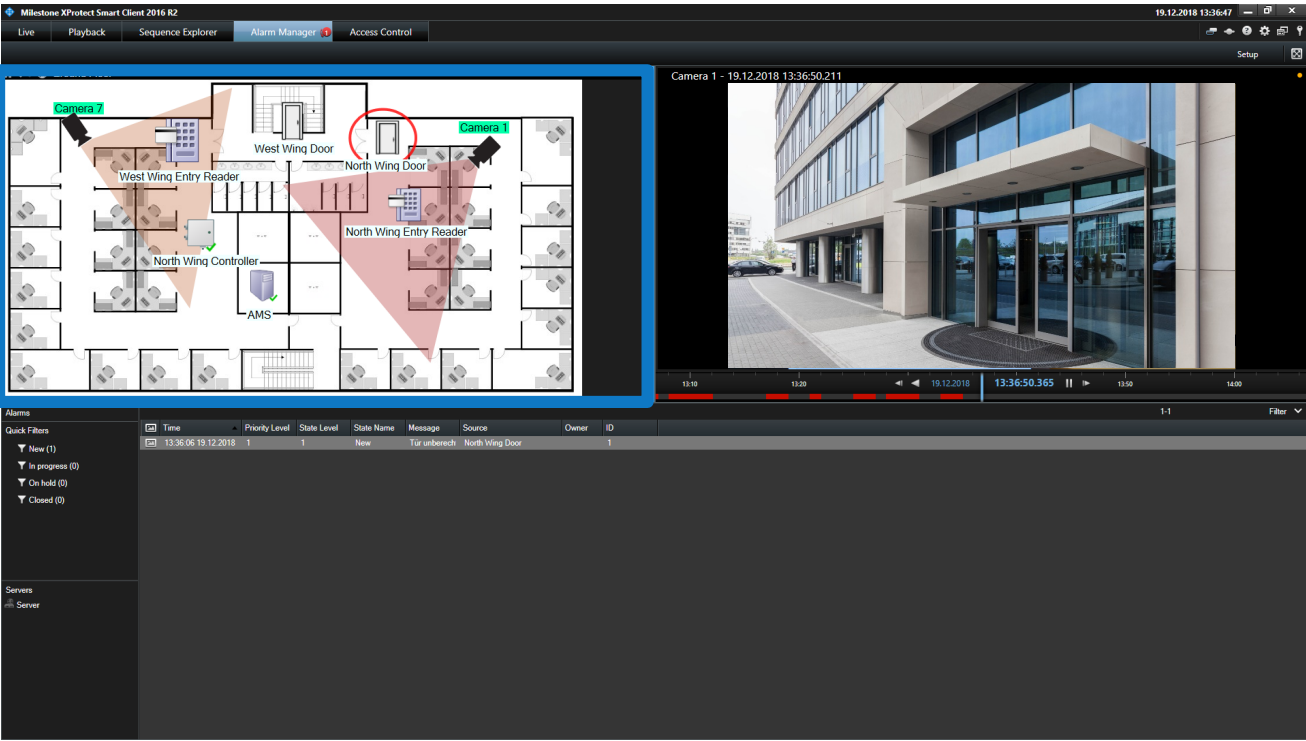 Milestone XProtect Smart Client 2016 R2
19.12.2018 13:36:47
Live Playback Sequence Explorer Alarm Manager 1 Access Control
Setup
Ground Floor
Camera 1 - 19.12.2018 13:36:50.211
Camera 7
Camera 1
West Wing Door
North Wing Door
West Wing Entry Reader
North Wing Entry Reader
North Wing Controller
AMS
13:10 13:20 19.12.2018 13:36:50.365 13:50 14:00
Alarms
1-1 Filter
Quick Filters
Time Priority Level State Level State Name Message Source Owner ID
13:36:06 19.12.2018 1 1 New Tür unberech North Wing Door 1
New (1)
In progress (0)
On hold (0)
Closed (0)
Servers
Server